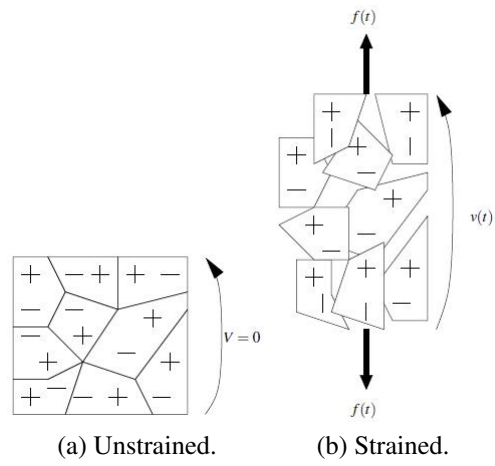 f(t)
v(t)
V = 0
f(t)
(a) Unstrained.
(b) Strained.